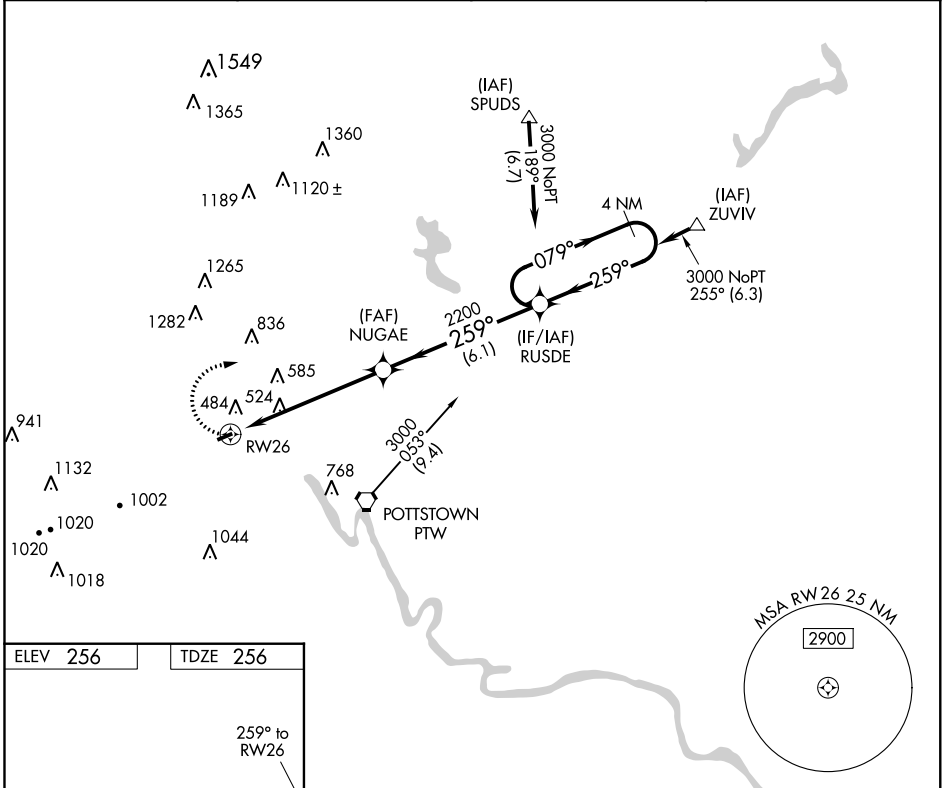 1549
1365
1360
1120 ±
1189
(IAF)
SPUDS
3000 NoPT
189°
(6.7)
4 NM
(IAF)
ZUVIV
079°
259°
3000 NoPT
255° (6.3)
1265
1282
836
(FAF)
NUGAE
2200
259°
(6.1)
(IF/IAF)
RUSDE
585
484
524
941
RW26
3000
053°
(9.4)
1132
768
1002
POTTSTOWN
PTW
1020
1020
1044
1018
MSA RW 26 25 NM
2900
ELEV 256
TDZE 256
259° to
RW26